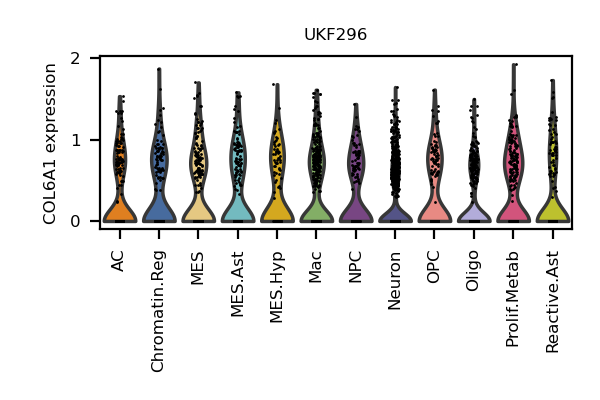 UKF296
COL6A1 expression
2
1
0
AC
Chromatin.Reg
MES
MES.Ast
MES.Hyp
Mac
NPC
Neuron
OPC
Oligo
Prolif.Metab
Reactive.Ast